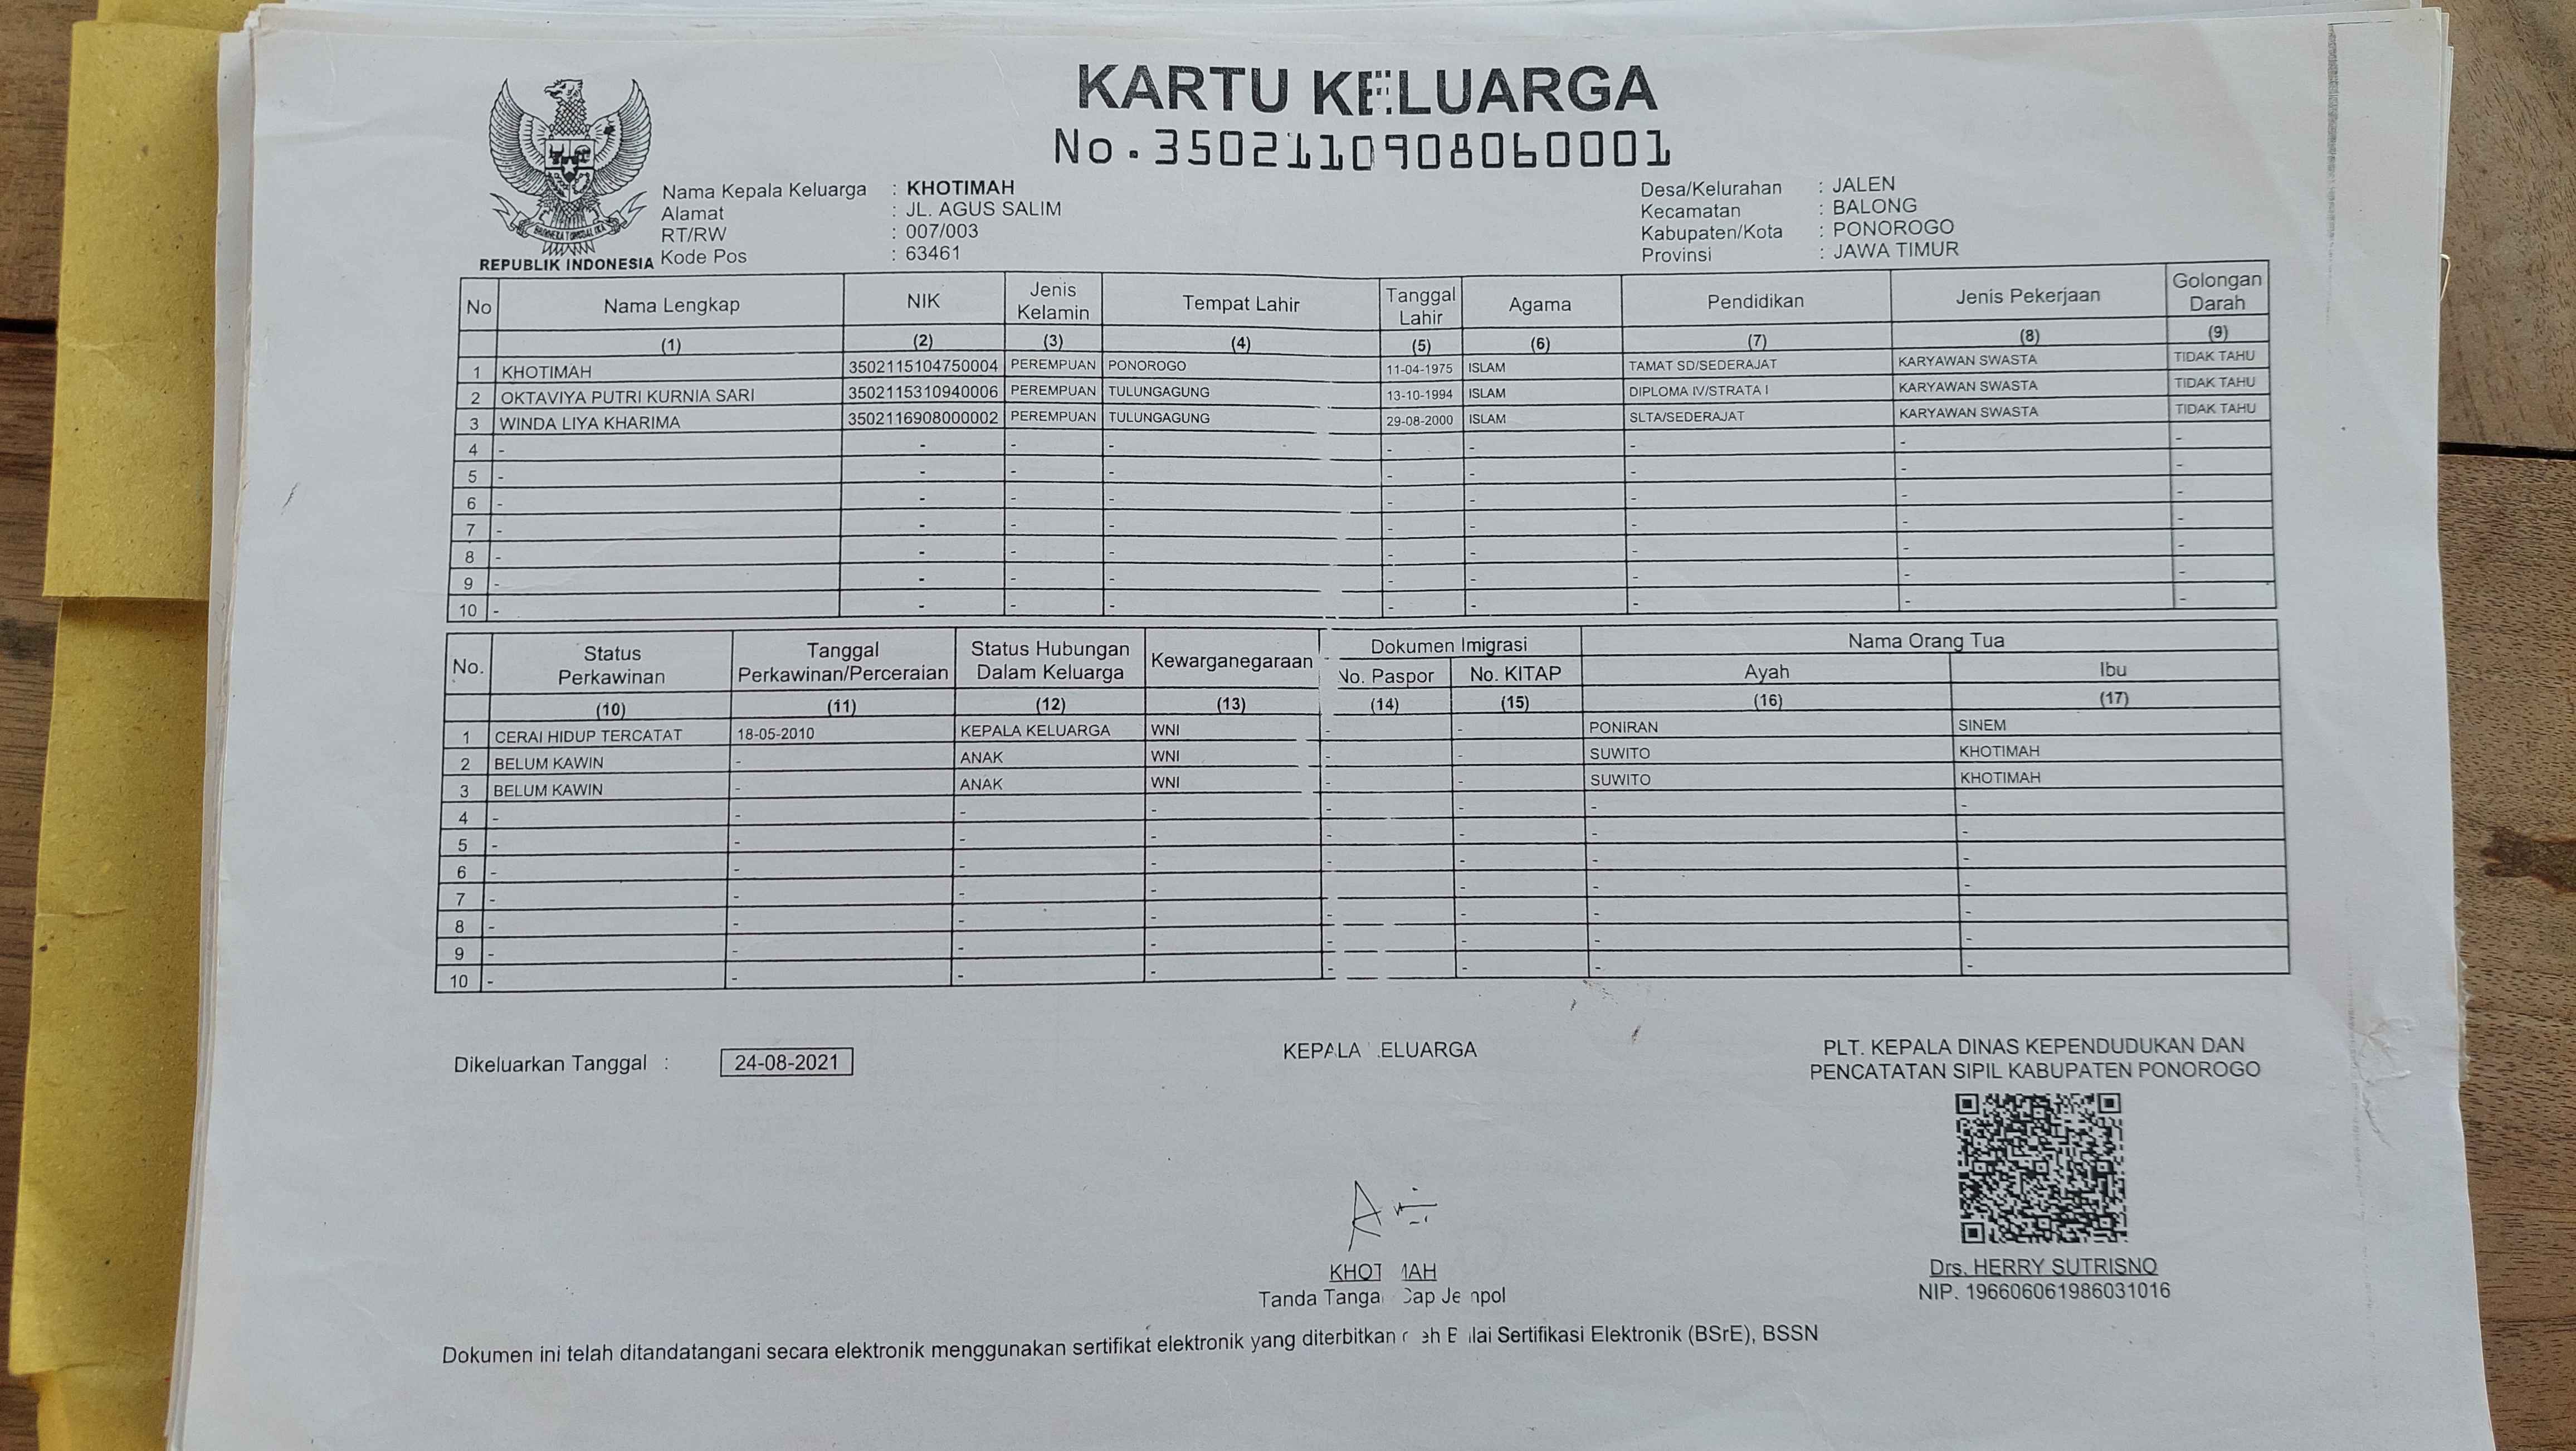 KARTU KELUARGA
No. 3502110908060001
Nama Kepala Keluarga : KHOTIMAH
Alamat : JL. AGUS SALIM
RT/RW : 007/003
Kode Pos : 63461
Desa/Kelurahan : JALEN
Kecamatan : BALONG
Kabupaten/Kota : PONOROGO
Provinsi : JAWA TIMUR
BHINNEKA TUNGGAL IKA
REPUBLIK INDONESIA
No Nama Lengkap NIK Jenis Kelamin Tempat Lahir Tanggal Lahir Agama Pendidikan Jenis Pekerjaan Golongan Darah
(1) (2) (3) (4) (5) (6) (7) (8) (9)
1 KHOTIMAH 3502115104750004 PEREMPUAN PONOROGO 11-04-1975 ISLAM TAMAT SD/SEDERAJAT KARYAWAN SWASTA TIDAK TAHU
2 OKTAVIYA PUTRI KURNIA SARI 3502115310940006 PEREMPUAN TULUNGAGUNG 13-10-1994 ISLAM DIPLOMA IV/STRATA I KARYAWAN SWASTA TIDAK TAHU
3 WINDA LIYA KHARIMA 3502116908000002 PEREMPUAN TULUNGAGUNG 29-08-2000 ISLAM SLTA/SEDERAJAT KARYAWAN SWASTA TIDAK TAHU
4 - - - - - - - - -
5 - - - - - - - - -
6 - - - - - - - - -
7 - - - - - - - - -
8 - - - - - - - - -
9 - - - - - - - - -
10 - - - - - - - - -
No. Status Perkawinan Tanggal Perkawinan/Perceraian Status Hubungan Dalam Keluarga Kewarganegaraan Dokumen Imigrasi Nama Orang Tua
No. Paspor No. KITAP Ayah Ibu
(10) (11) (12) (13) (14) (15) (16) (17)
1 CERAI HIDUP TERCATAT 18-05-2010 KEPALA KELUARGA WNI - - PONIRAN SINEM
2 BELUM KAWIN - ANAK WNI - - SUWITO KHOTIMAH
3 BELUM KAWIN - ANAK WNI - - SUWITO KHOTIMAH
4 - - - - - - - -
5 - - - - - - - -
6 - - - - - - - -
7 - - - - - - - -
8 - - - - - - - -
9 - - - - - - - -
10 - - - - - - - -
Dikeluarkan Tanggal : 24-08-2021
KEPALA KELUARGA
KHOTIMAH
Tanda Tangan Cap Jempol
PLT. KEPALA DINAS KEPENDUDUKAN DAN
PENCATATAN SIPIL KABUPATEN PONOROGO
Drs. HERRY SUTRISNO
NIP. 196606061986031016
Dokumen ini telah ditandatangani secara elektronik menggunakan sertifikat elektronik yang diterbitkan oleh Balai Sertifikasi Elektronik (BSrE), BSSN